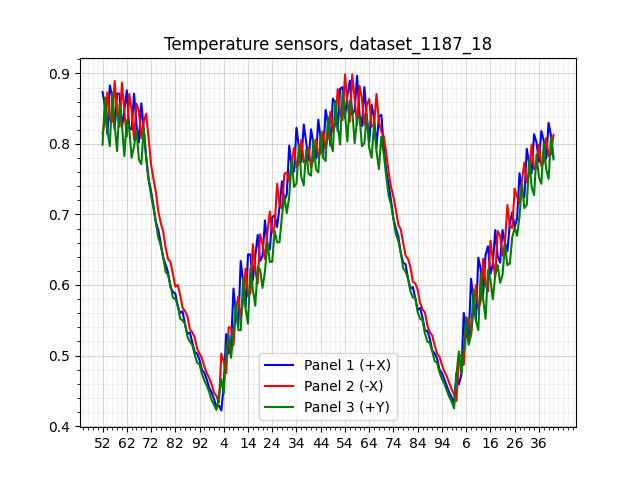 Temperature sensors, dataset_1187_18
0.9
0.8
0.7
0.6
0.5
0.4
Panel 1 (+X)
Panel 2 (-X)
Panel 3 (+Y)
52 62 72 82 92 4 14 24 34 44 54 64 74 84 94 6 16 26 36